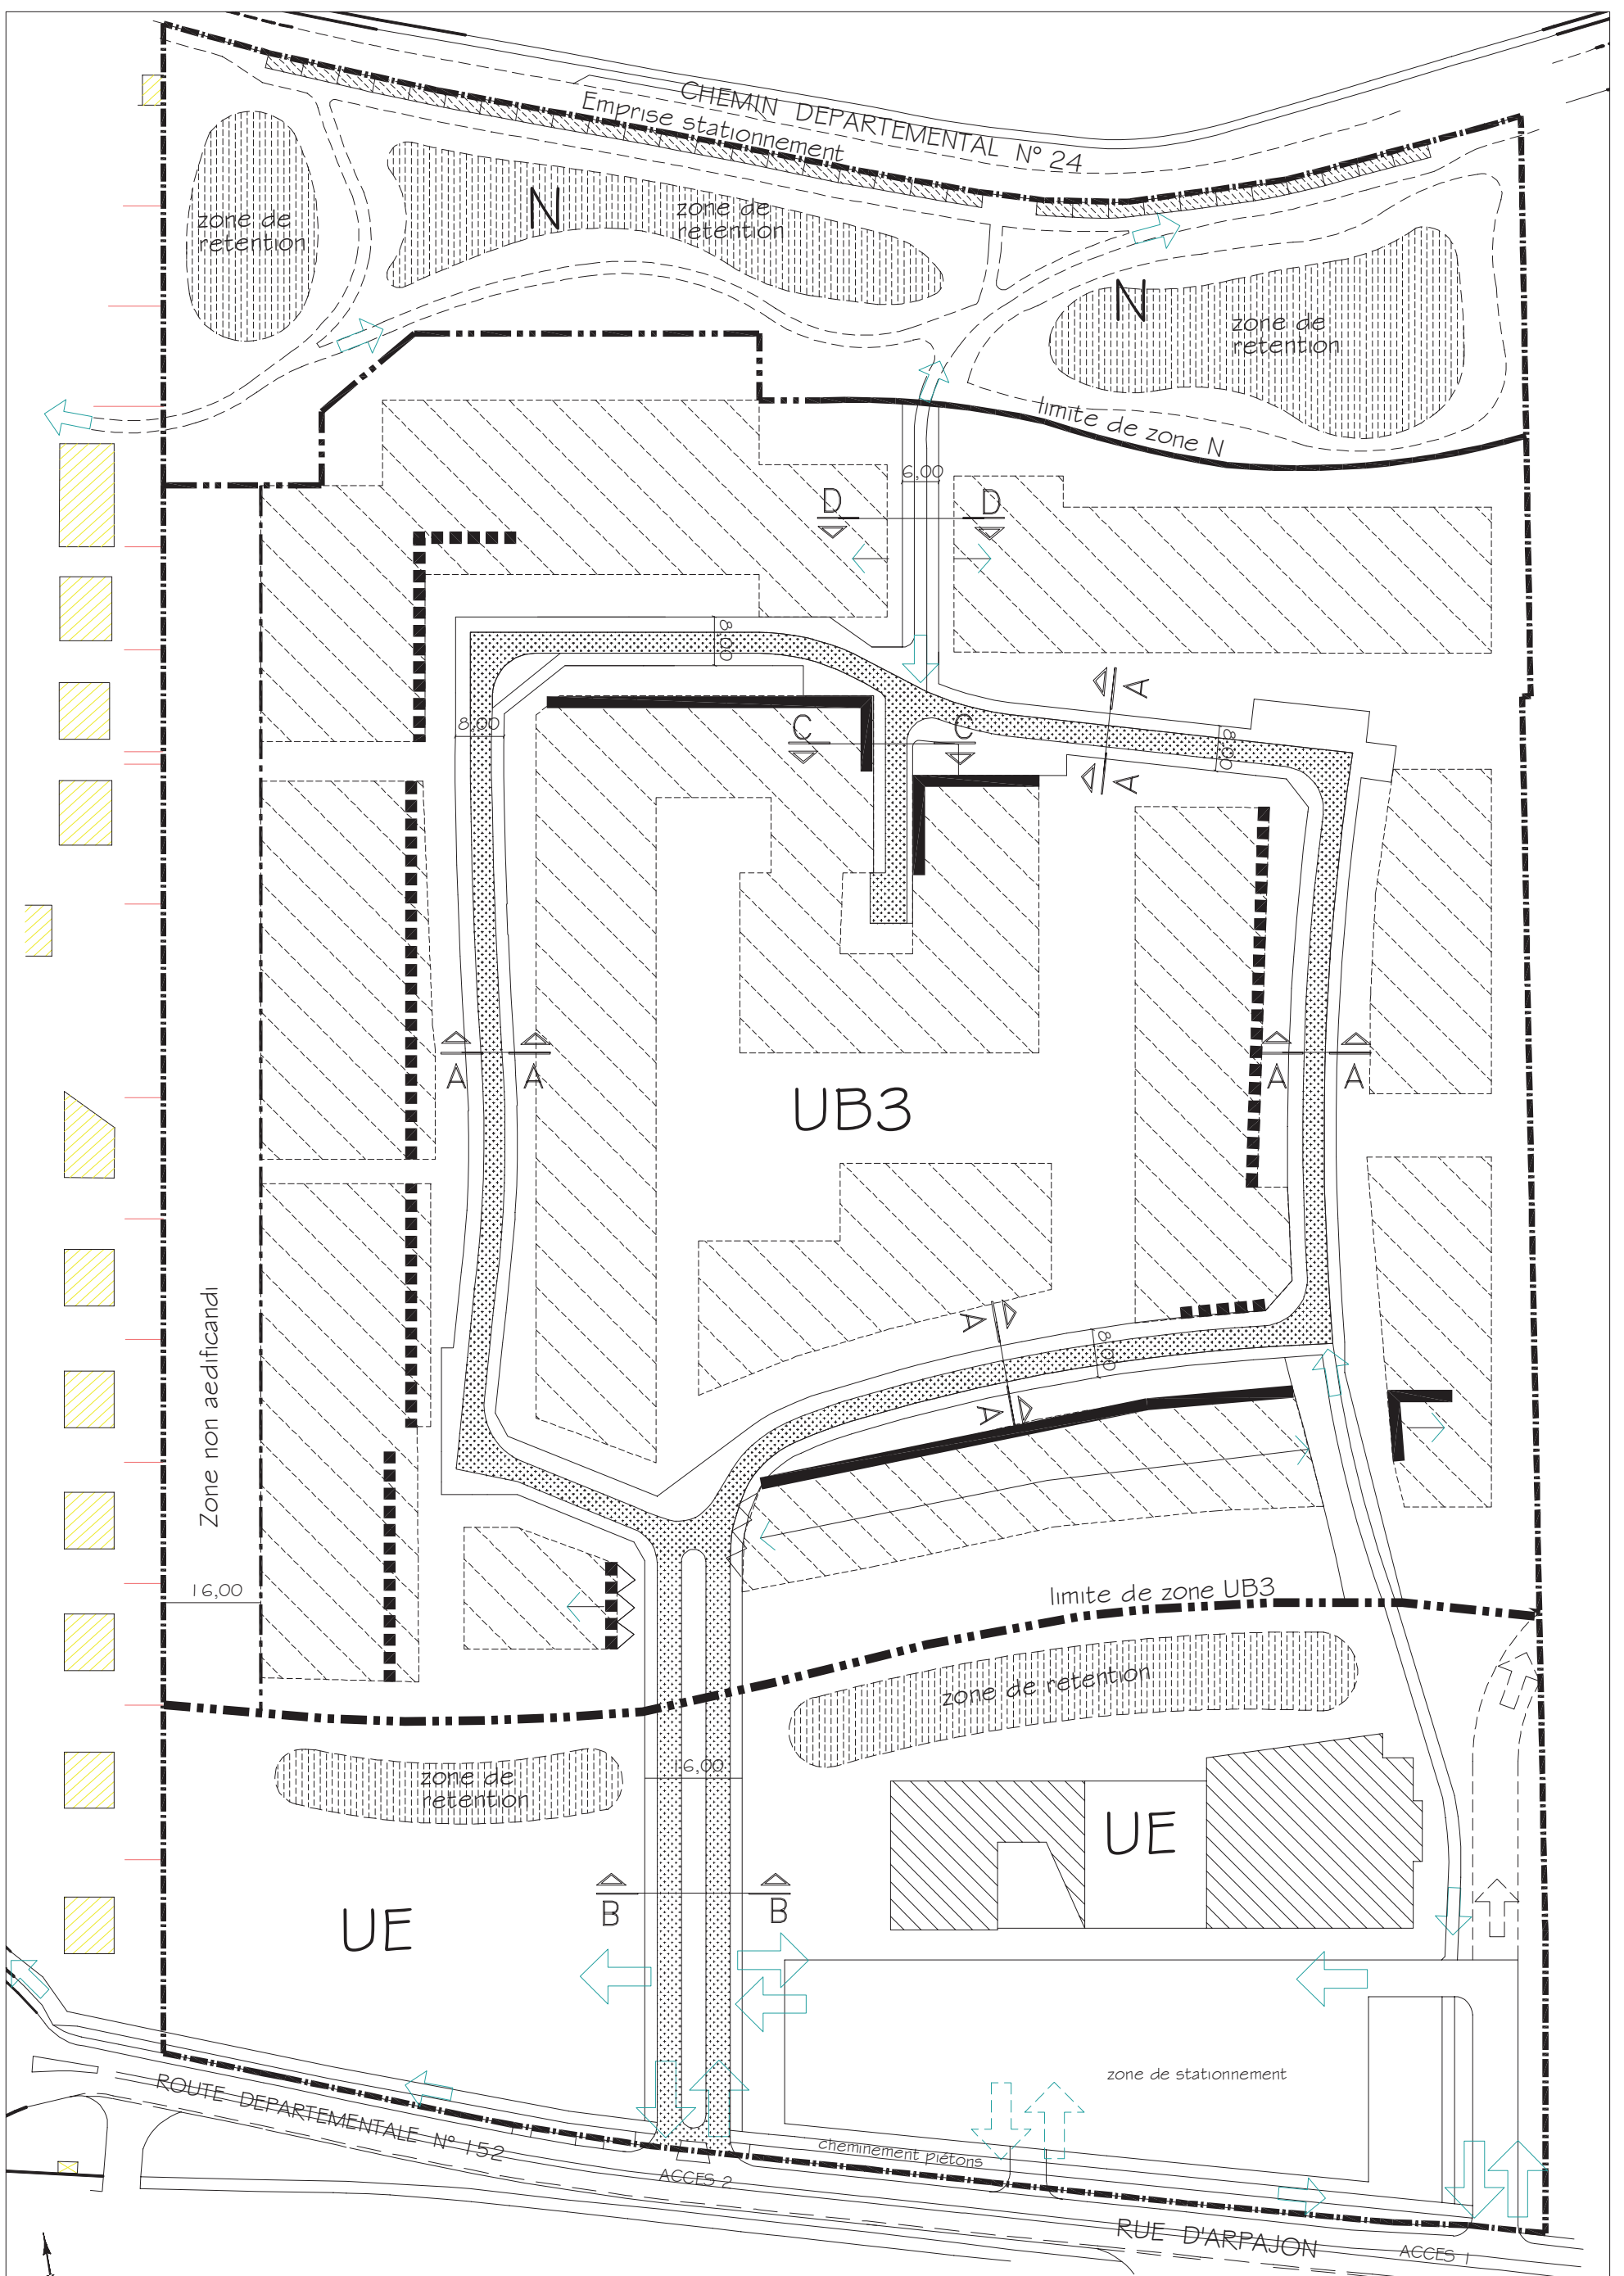 CHEMIN DEPARTEMENTAL N° 24
Emprise stationnement
zone de
retention
N
zone de
retention
N
zone de
retention
limite de zone N
6,00
D
D
8,00
A
8,00
C
C
8,00
A
A
A
A
A
UB3
Zone non aedificandi
A
8,00
A
16,00
limite de zone UB3
zone de retention
16,00
zone de
retention
UE
UE
B
B
zone de stationnement
ROUTE DEPARTEMENTALE N° 152
cheminement piétons
ACCES 2
RUE D'ARPAJON
ACCES 1